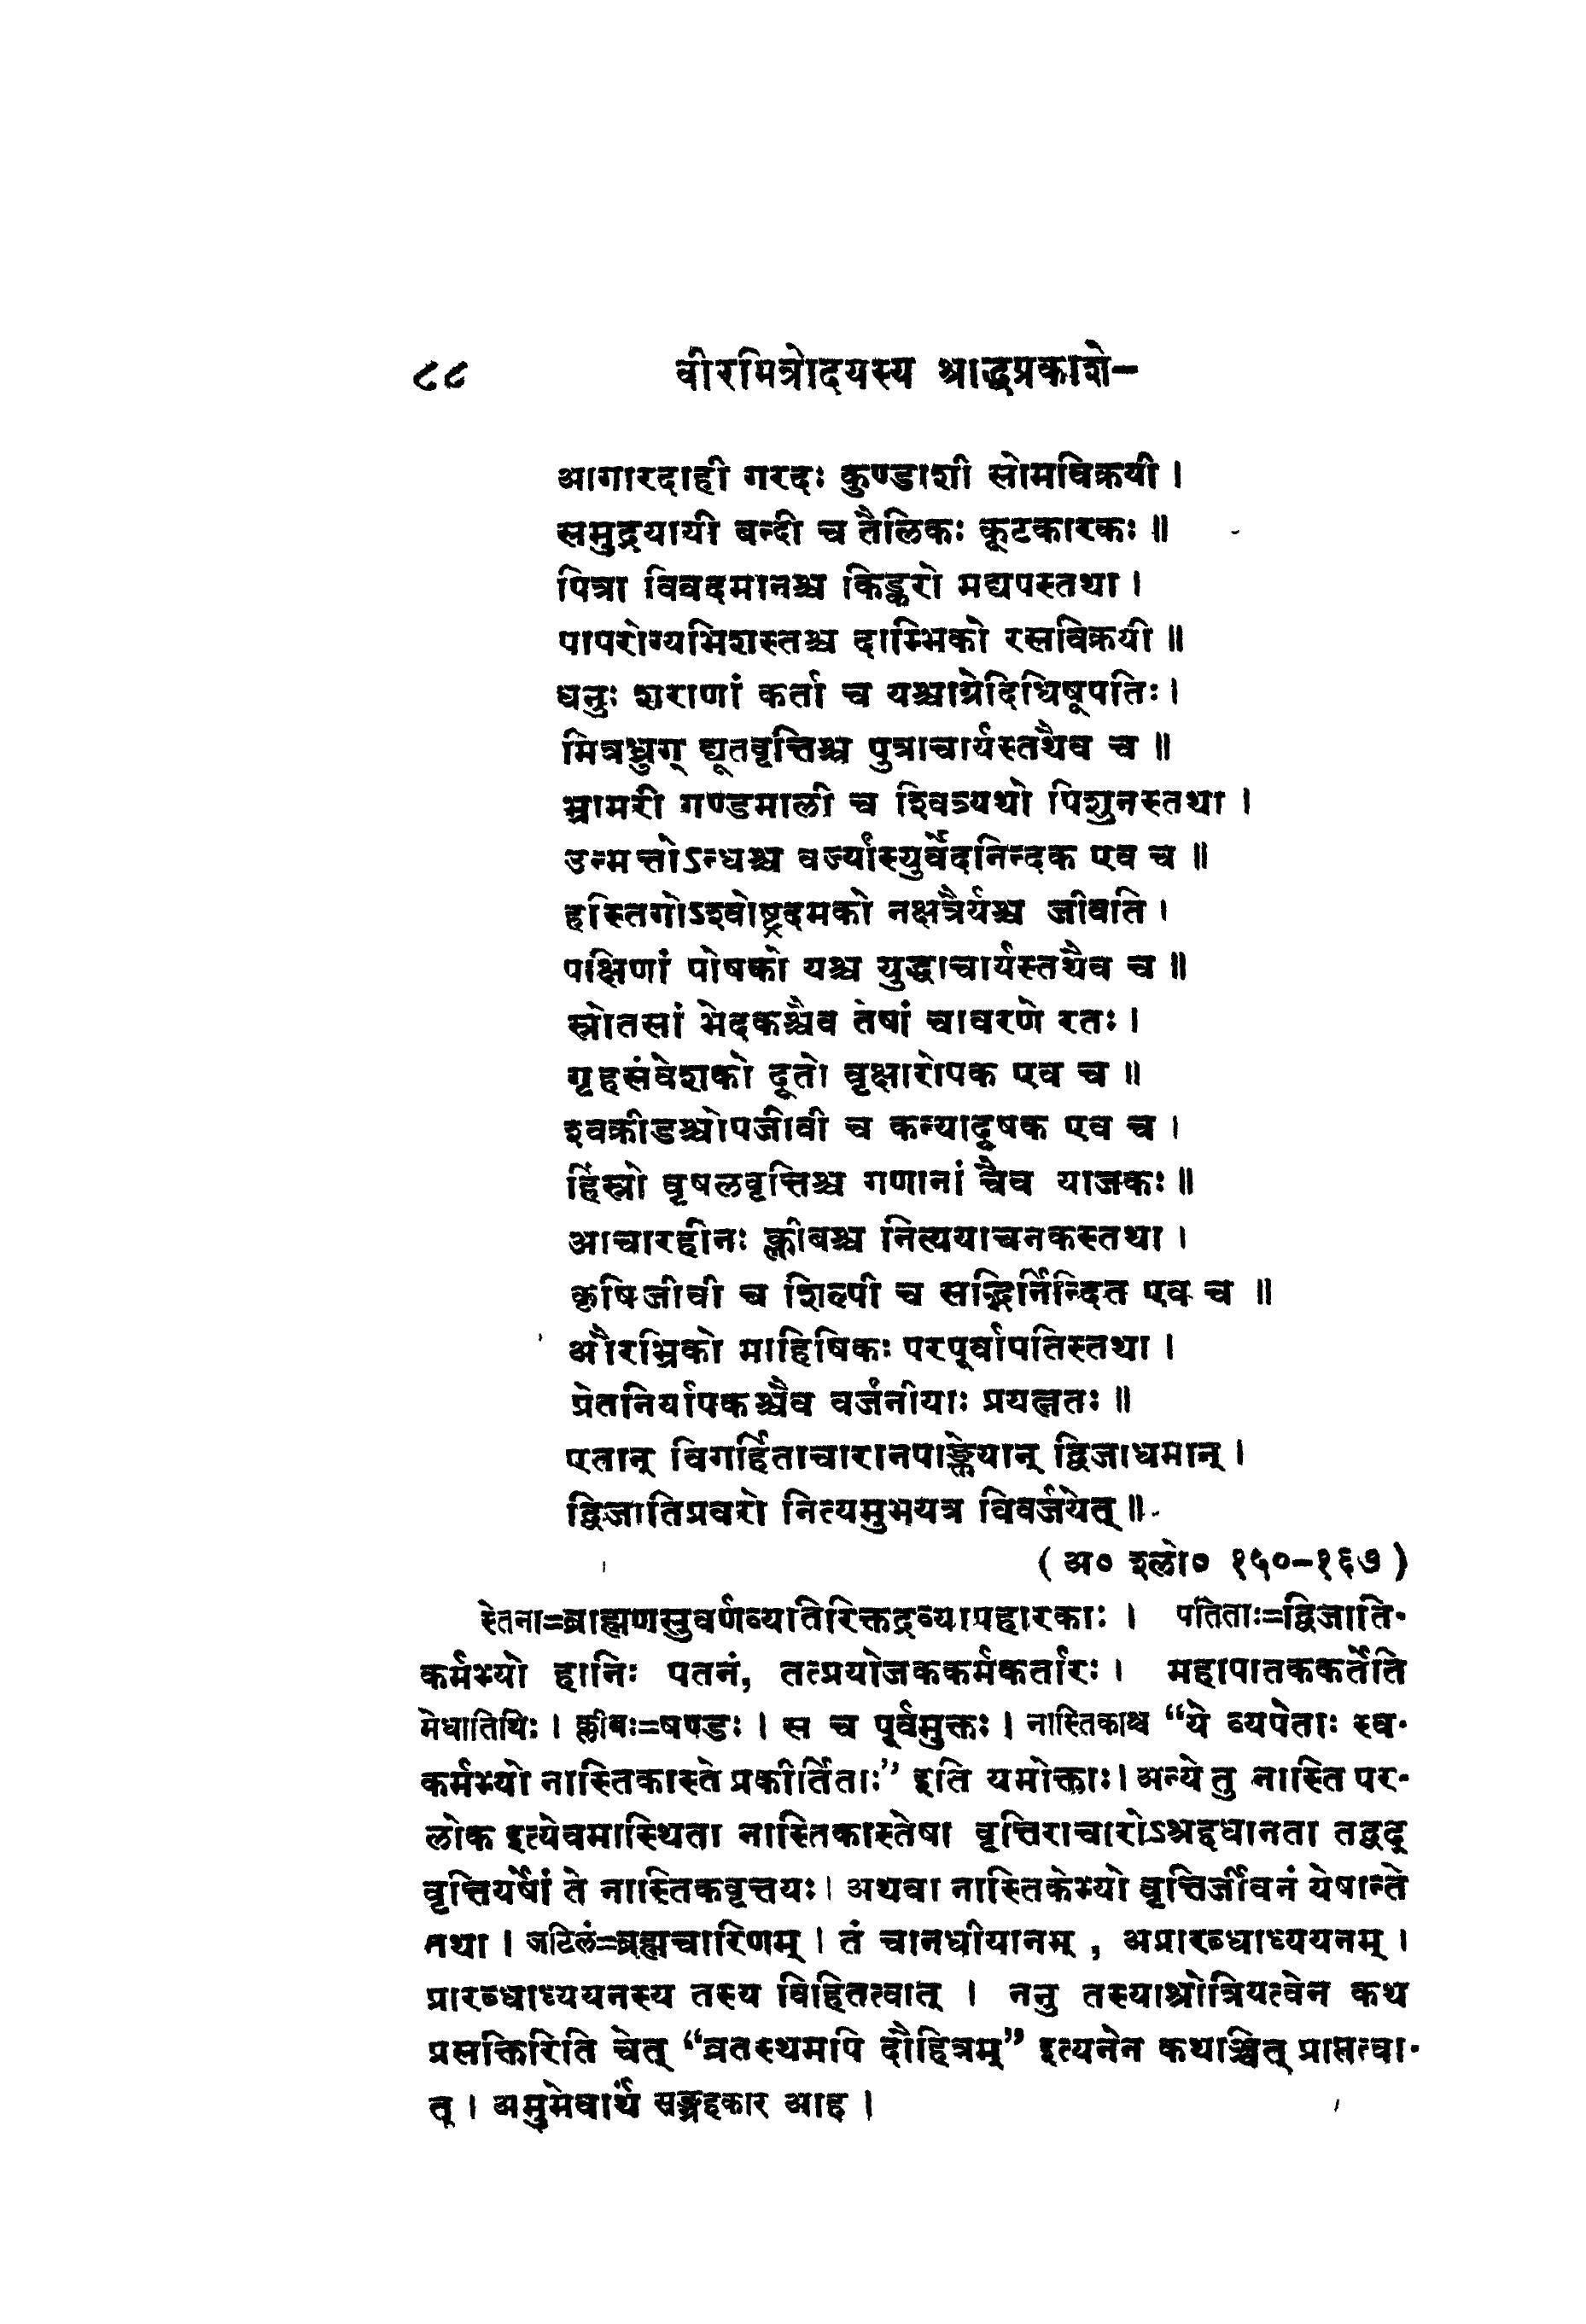 ८८ वीरमित्रोदयस्य श्राद्धप्रकाशे-
आगारदाही गरदः कुण्डाशी सोमविक्रयी ।
समुद्रयायी बन्दी च तैलिकः कूटकारकः ॥
पित्रा विवदमानश्च किङ्करो मद्यपस्तथा ।
पापरोग्यभिशस्तश्च दाम्भिको रसविक्रयी ॥
धनुः शराणां कर्ता च यश्चाग्रेदिधिषूपतिः ।
मित्रध्रुग् द्यूतवृत्तिश्च पुत्राचार्यस्तथैव च ॥
भ्रामरी गण्डमाली च श्वित्र्यथो पिशुनस्तथा ।
उन्मत्तोऽन्धश्च वर्ज्यास्युर्वेदनिन्दक एव च ॥
हस्तिगोऽश्वोष्ट्रदमको नक्षत्रैर्यश्च जीवति ।
पक्षिणां पोषको यश्च युद्धाचार्यस्तथैव च ॥
स्रोतसां भेदकश्चैव तेषां चावरणे रतः ।
गृहसंवेशको दूतो वृक्षारोपक एव च ॥
श्वक्रीडश्चोपजीवी च कन्यादूषक एव च ।
हिंस्रो वृषलवृत्तिश्च गणानां चैव याजकः ॥
आचारहीनः क्लीबश्च नित्ययाचनकस्तथा ।
कृषिजीवी च शिल्पी च सद्भिर्निन्दित एव च ॥
औरभ्रिको माहिषिकः परपूर्वापतिस्तथा ।
प्रेतनिर्यापकश्चैव वर्जनीयाः प्रयत्नतः ॥
एतान् विगर्हिताचारानपाङ्क्तेयान् द्विजाधमान् ।
द्विजातिप्रवरो नित्यमुभयत्र विवर्जयेत् ॥
( अ० श्लो० १५०-१६७ )
स्तेना=ब्राह्मणसुवर्णव्यतिरिक्तद्रव्यापहारकाः । पतिताः=द्विजाति-
कर्मभ्यो हानिः पतनं, तत्प्रयोजककर्मकर्तारः । महापातककर्तेति
मेधातिथिः । क्लीबः=षण्डः । स च पूर्वमुक्तः । नास्तिकाश्च “ये व्यपेताः स्व-
कर्मभ्यो नास्तिकास्ते प्रकीर्तिताः” इति यमोक्ताः । अन्ये तु नास्ति पर-
लोक इत्येवमास्थिता नास्तिकास्तेषा वृत्तिराचारोऽश्रद्दधानता तद्वद्
वृत्तिर्येषां ते नास्तिकवृत्तयः । अथवा नास्तिकेभ्यो वृत्तिर्जीवनं येषान्ते
तथा । जटिलं=ब्रह्मचारिणम् । तं चानधीयानम् , अप्रारब्धाध्ययनम् ।
प्रारब्धाध्ययनस्य तस्य विहितत्वात् । ननु तस्याश्रोत्रियत्वेन कथ
प्रसक्तिरिति चेत् “व्रतस्थमपि दौहित्रम्” इत्यनेन कथञ्चित् प्राप्तत्वा-
त् । अमुमेवार्थं सङ्ग्रहकार आह ।